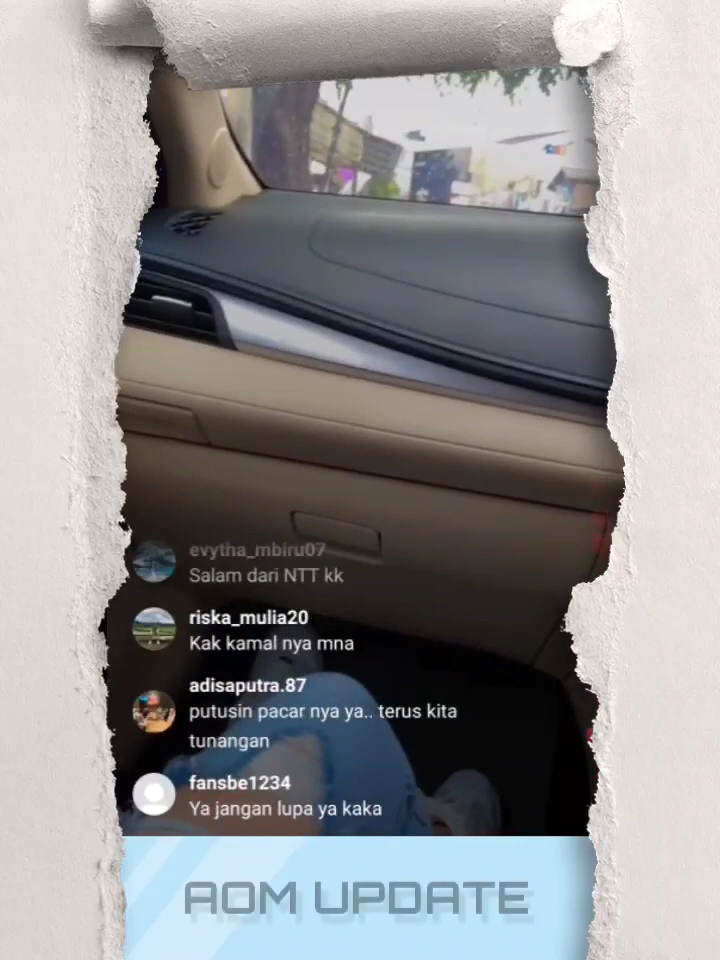 evytha_mbiru07
Salam dari NTT kk
riska_mulia20
Kak kamal nya mna
adisaputra.87
putusin pacar nya ya.. terus kita
tunangan
fansbe1234
Ya jangan lupa ya kaka
AOM UPDATE